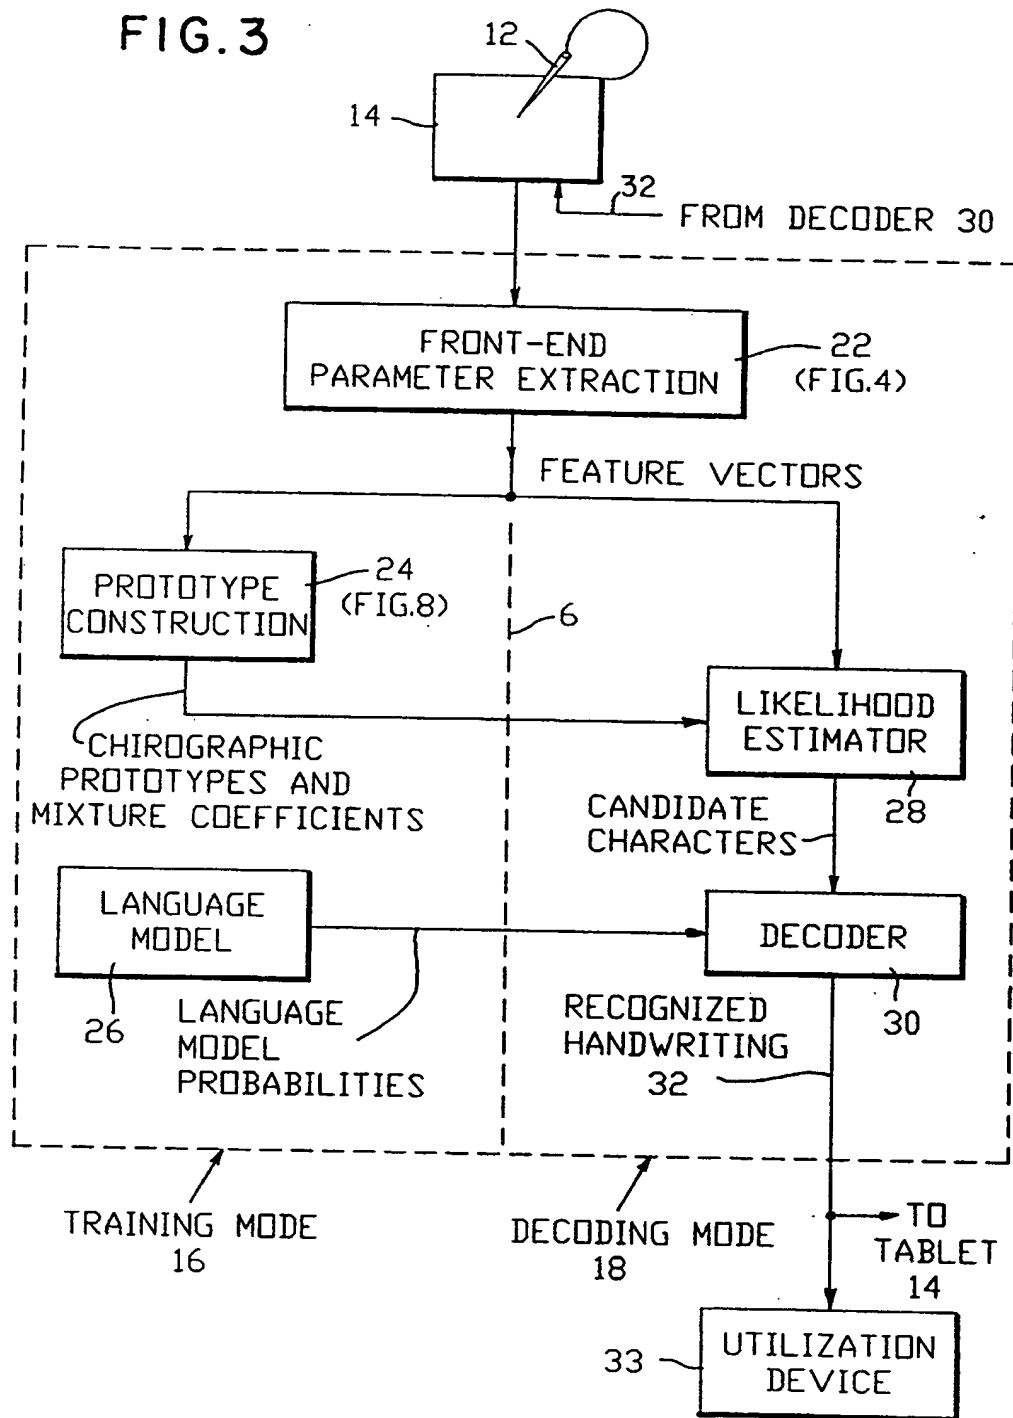 FIG.3
12
14
32
FROM DECODER 30
FRONT-END
PARAMETER EXTRACTION
22
(FIG.4)
FEATURE VECTORS
PROTOTYPE
CONSTRUCTION
24
(FIG.8)
6
LIKELIHOOD
ESTIMATOR
28
CHIROGRAPHIC
PROTOTYPES AND
MIXTURE COEFFICIENTS
CANDIDATE
CHARACTERS
LANGUAGE
MODEL
26
DECODER
30
LANGUAGE
MODEL
PROBABILITIES
RECOGNIZED
HANDWRITING
32
TRAINING MODE
16
DECODING MODE
18
TO
TABLET
14
33
UTILIZATION
DEVICE